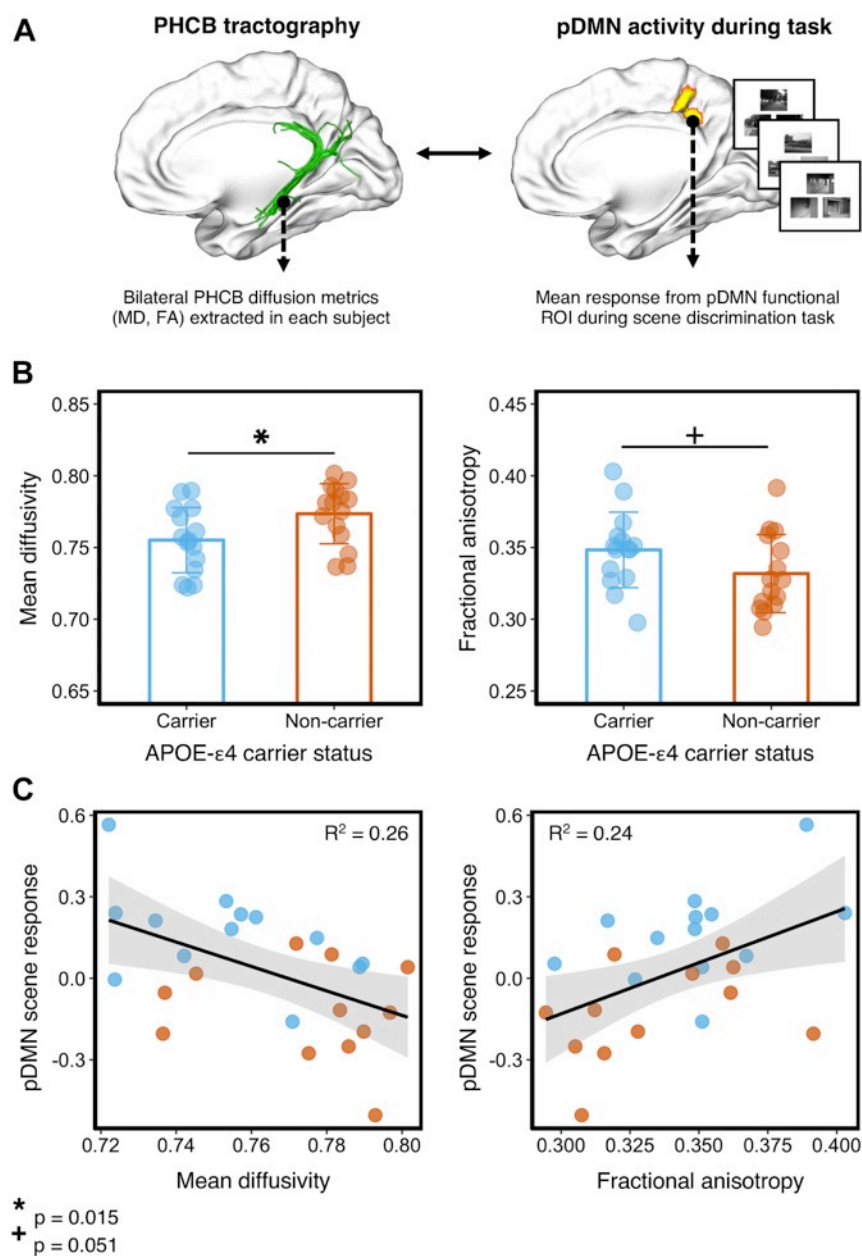 A
PHCB tractography
pDMN activity during task
Bilateral PHCB diffusion metrics
(MD, FA) extracted in each subject
Mean response from pDMN functional
ROI during scene discrimination task
B
Mean diffusivity
0.85
0.80
0.75
0.70
0.65
*
Carrier
Non-carrier
APOE-ε4 carrier status
Fractional anisotropy
0.45
0.40
0.35
0.30
0.25
+
Carrier
Non-carrier
APOE-ε4 carrier status
C
pDMN scene response
0.6
0.3
0.0
-0.3
R² = 0.26
0.72
0.74
0.76
0.78
0.80
Mean diffusivity
pDMN scene response
0.6
0.3
0.0
-0.3
R² = 0.24
0.300
0.325
0.350
0.375
0.400
Fractional anisotropy
* p = 0.015
+ p = 0.051